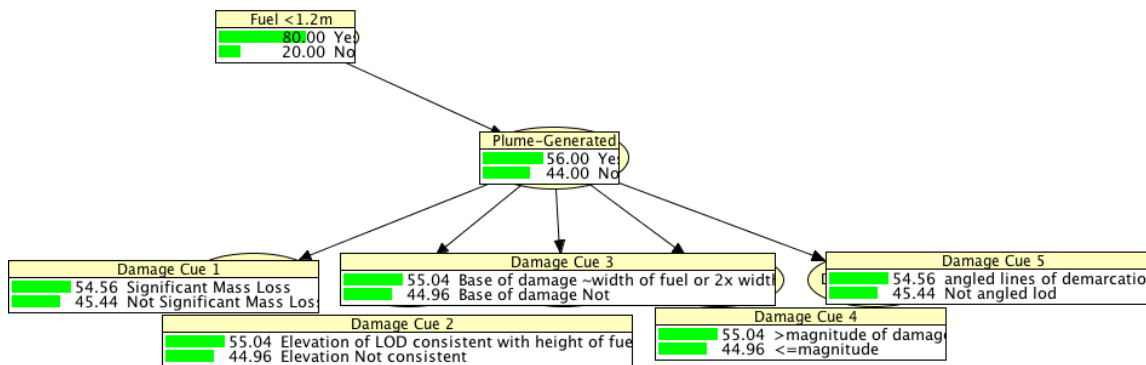 Fuel <1.2m
80.00 Yes
20.00 No
Plume-Generated
56.00 Yes
44.00 No
Damage Cue 1
54.56 Significant Mass Loss
45.44 Not Significant Mass Loss
Damage Cue 3
55.04 Base of damage ~width of fuel or 2x width
44.96 Base of damage Not
Damage Cue 5
54.56 angled lines of demarcatio
45.44 Not angled lod
Damage Cue 2
55.04 Elevation of LOD consistent with height of fue
44.96 Elevation Not consistent
Damage Cue 4
55.04 >magnitude of damag
44.96 <=magnitude